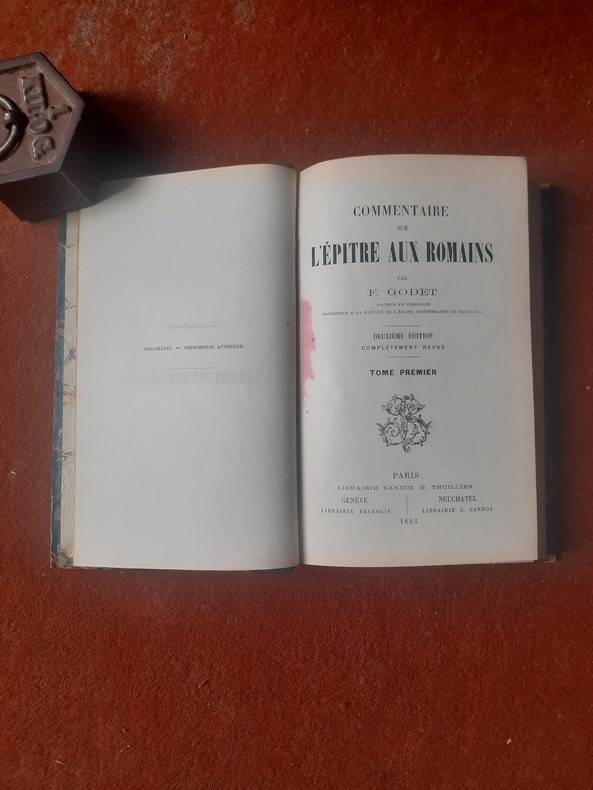 NEUCHATEL — IMPRIMERIE ATTINGER
COMMENTAIRE
SUR
L'ÉPITRE AUX ROMAINS
PAR
F. GODET
DOCTEUR EN THÉOLOGIE
PROFESSEUR A LA FACULTÉ DE L'ÉGLISE INDÉPENDANTE DE NEUCHATEL
DEUXIÈME ÉDITION
COMPLÈTEMENT REVUE
TOME PREMIER
PARIS
LIBRAIRIE SANDOZ & THUILLIER
GENÈVE
LIBRAIRIE DESROGIS
NEUCHATEL
LIBRAIRIE J. SANDOZ
1883